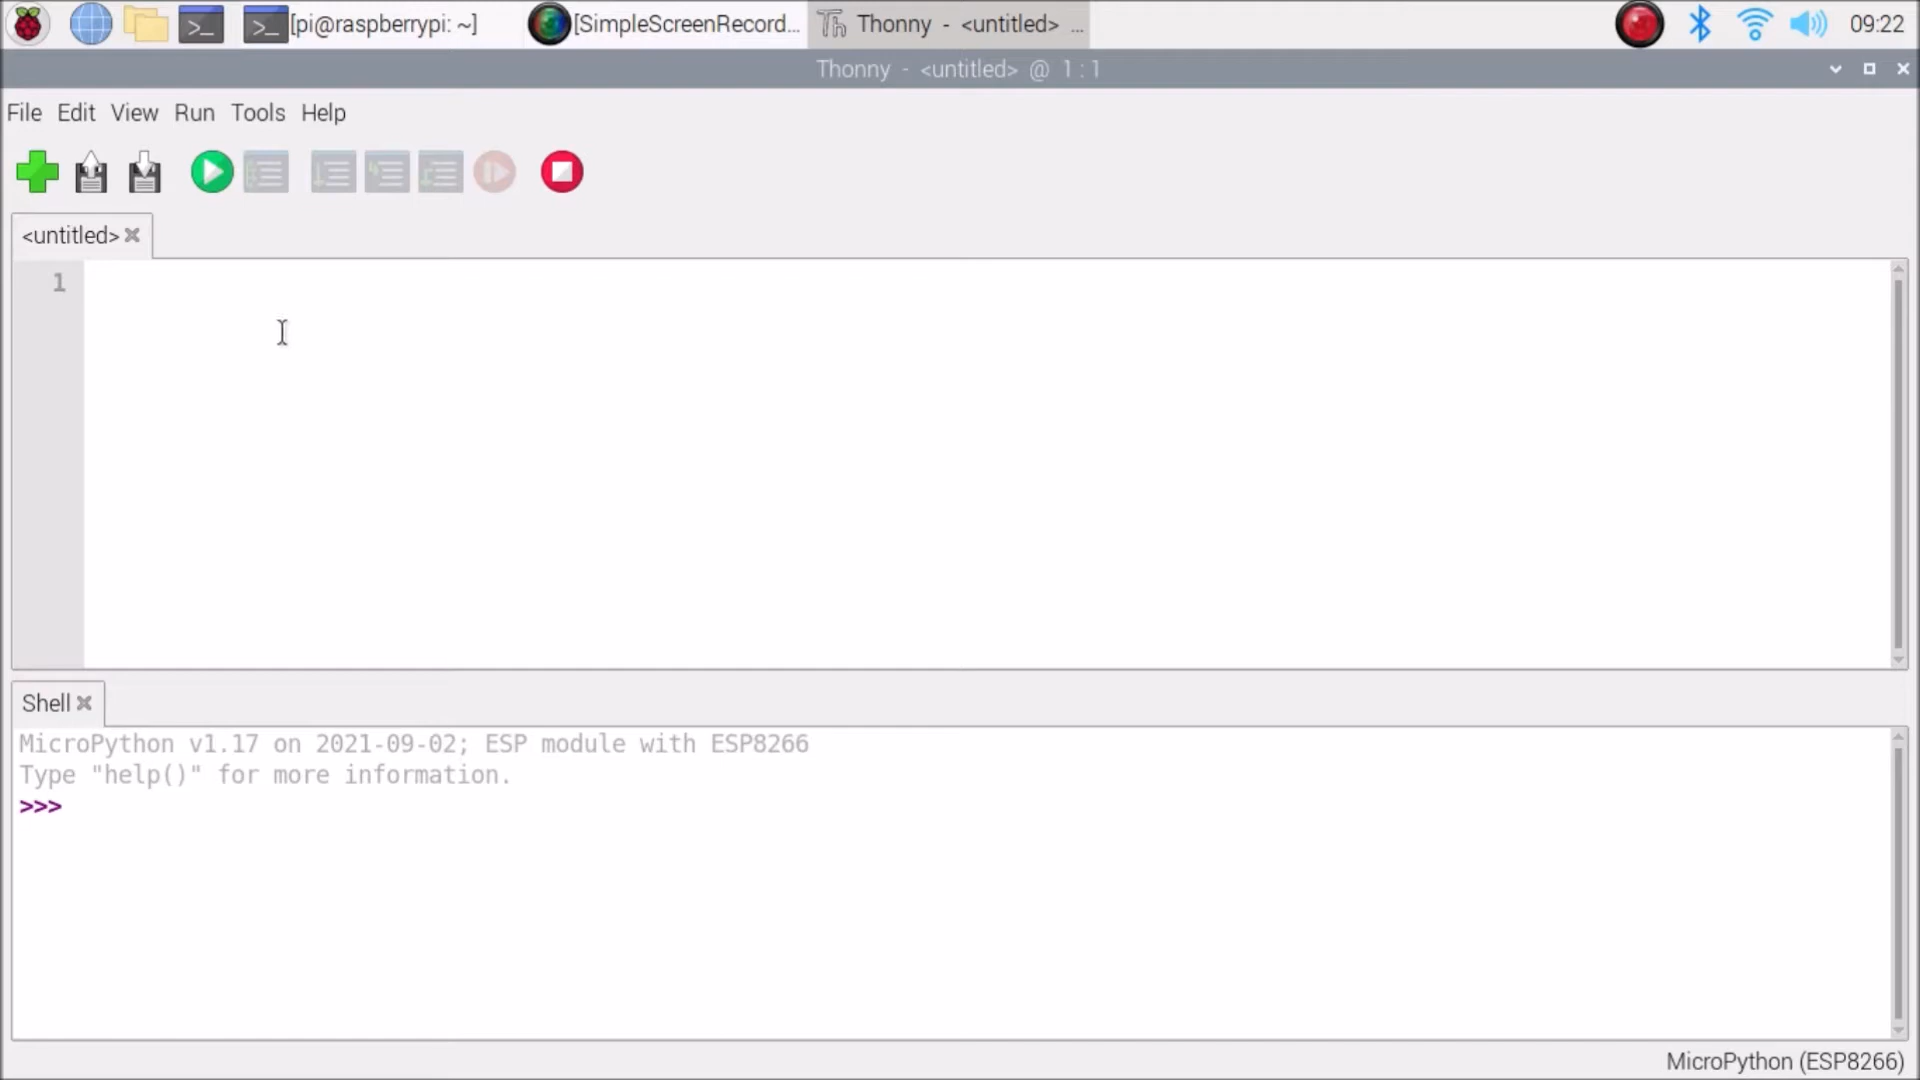 [pi@raspberrypi: ~]
[SimpleScreenRecord...
Thonny - <untitled> ...
09:22
Thonny - <untitled> @ 1 : 1
File Edit View Run Tools Help
<untitled>
1
Shell
MicroPython v1.17 on 2021-09-02; ESP module with ESP8266
Type "help()" for more information.
>>>
MicroPython (ESP8266)